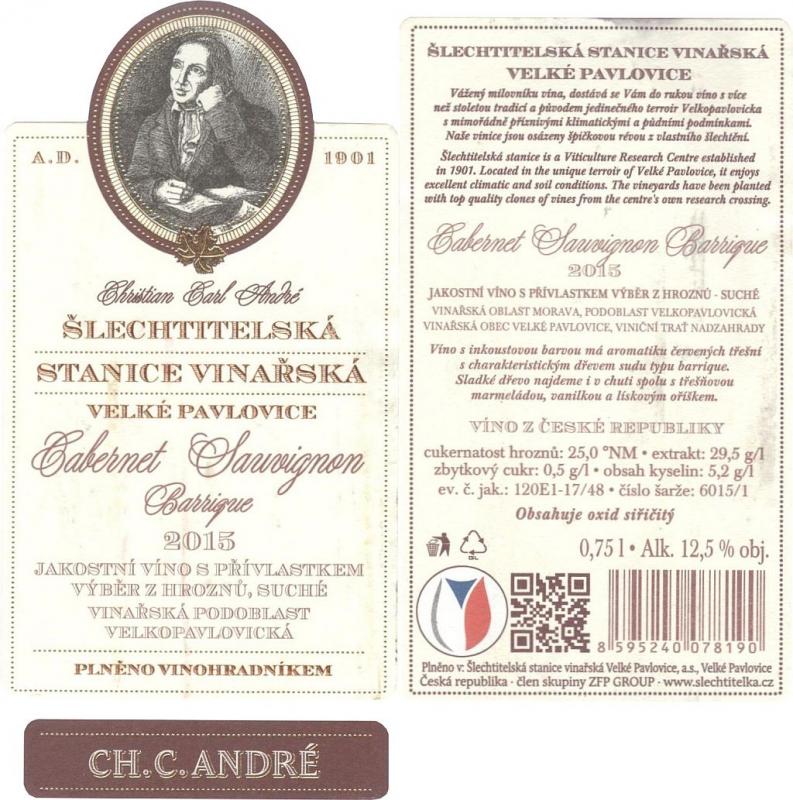 A.D. 1901
Christian Carl André
ŠLECHTITELSKÁ
STANICE VINAŘSKÁ
VELKÉ PAVLOVICE
Cabernet Sauvignon
Barrique
2015
JAKOSTNÍ VÍNO S PŘÍVLASTKEM
VÝBĚR Z HROZNŮ, SUCHÉ
VINAŘSKÁ PODOBLAST
VELKOPAVLOVICKÁ
PLNĚNO VINOHRADNÍKEM
CH. C. ANDRÉ
ŠLECHTITELSKÁ STANICE VINAŘSKÁ
VELKÉ PAVLOVICE
Vážený milovníku vína, dostává se Vám do rukou víno s více
než stoletou tradicí a původem jedinečného terroir Velkopavlovicka
s mimořádně příznivými klimatickými a půdními podmínkami.
Naše vinice jsou osázeny špičkovou révou z vlastního šlechtění.
Šlechtitelská stanice is a Viticulture Research Centre established
in 1901. Located in the unique terroir of Velké Pavlovice, it enjoys
excellent climatic and soil conditions. The vineyards have been planted
with top quality clones of vines from the centre's own research crossing.
Cabernet Sauvignon Barrique
2015
JAKOSTNÍ VÍNO S PŘÍVLASTKEM VÝBĚR Z HROZNŮ - SUCHÉ
VINAŘSKÁ OBLAST MORAVA, PODOBLAST VELKOPAVLOVICKÁ
VINAŘSKÁ OBEC VELKÉ PAVLOVICE, VINIČNÍ TRAŤ NADZAHRADY
Víno s inkoustovou barvou má aromatiku červených třešní
s charakteristickým dřevem sudu typu barrique.
Sladké dřevo najdeme i v chuti spolu s třešňovou
marmeládou, vanilkou a lískovým oříškem.
VÍNO Z ČESKÉ REPUBLIKY
cukernatost hroznů: 25,0 °NM • extrakt: 29,5 g/l
zbytkový cukr: 0,5 g/l • obsah kyselin: 5,2 g/l
ev. č. jak.: 120E1-17/48 • číslo šarže: 6015/1
Obsahuje oxid siřičitý
0,75 l • Alk. 12,5 % obj.
8 595240 078190
Plněno v: Šlechtitelská stanice vinařská Velké Pavlovice, a.s., Velké Pavlovice
Česká republika · člen skupiny ZFP GROUP · www.slechtitelka.cz